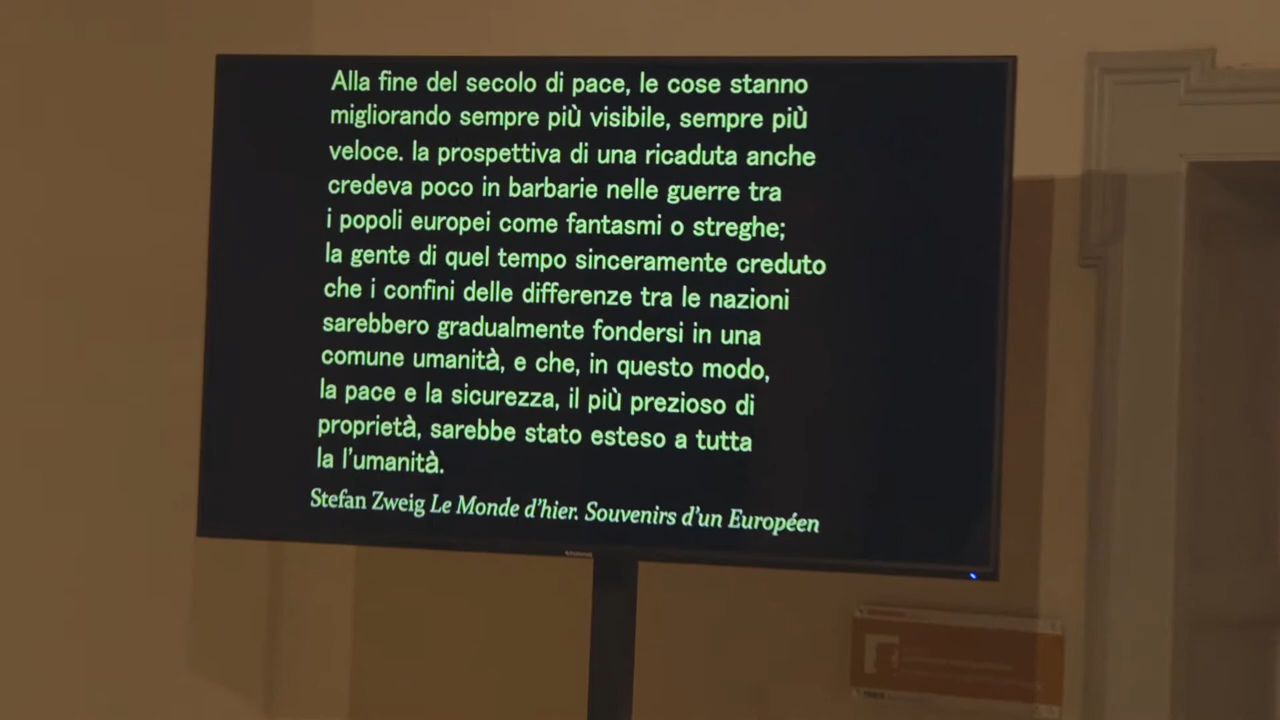 Alla fine del secolo di pace, le cose stanno
migliorando sempre più visibile, sempre più
veloce. la prospettiva di una ricaduta anche
credeva poco in barbarie nelle guerre tra
i popoli europei come fantasmi o streghe;
la gente di quel tempo sinceramente creduto
che i confini delle differenze tra le nazioni
sarebbero gradualmente fondersi in una
comune umanità, e che, in questo modo,
la pace e la sicurezza, il più prezioso di
proprietà, sarebbe stato esteso a tutta
la l'umanità.
Stefan Zweig Le Monde d'hier. Souvenirs d'un Européen